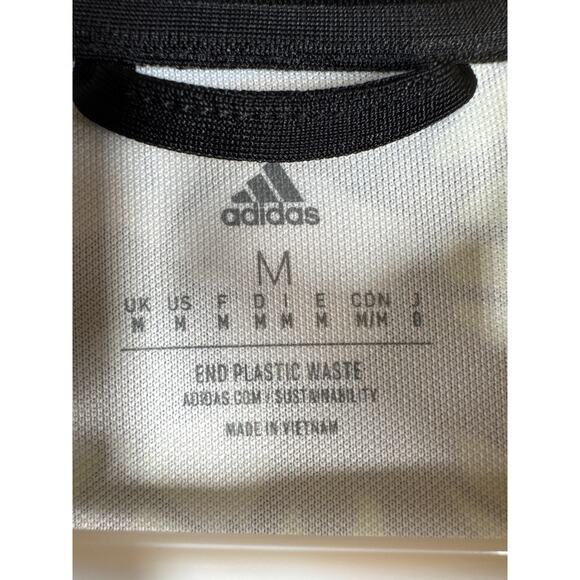 adidas
M
UK US F D I E CDN J
M M M M M M M/M O
END PLASTIC WASTE
ADIDAS.COM / SUSTAINABILITY
MADE IN VIETNAM